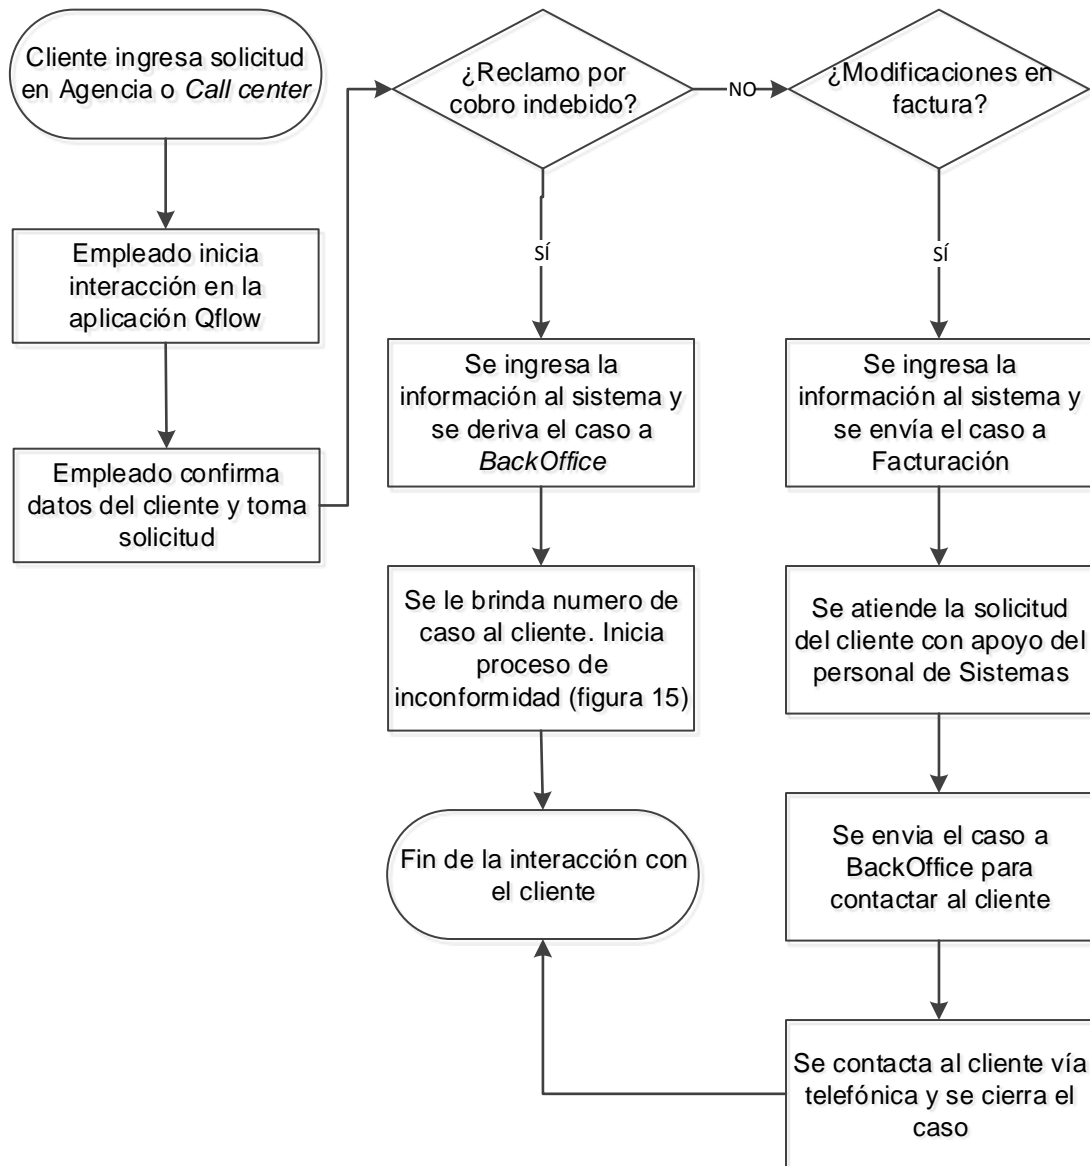 Cliente ingresa solicitud
en Agencia o Call center
Empleado inicia
interacción en la
aplicación Qflow
Empleado confirma
datos del cliente y toma
solicitud
¿Reclamo por
cobro indebido?
NO
SÍ
Se ingresa la
información al sistema y
se deriva el caso a
BackOffice
Se le brinda numero de
caso al cliente. Inicia
proceso de
inconformidad (figura 15)
Fin de la interacción con
el cliente
¿Modificaciones en
factura?
SÍ
Se ingresa la
información al sistema y
se envía el caso a
Facturación
Se atiende la solicitud
del cliente con apoyo del
personal de Sistemas
Se envia el caso a
BackOffice para
contactar al cliente
Se contacta al cliente vía
telefónica y se cierra el
caso